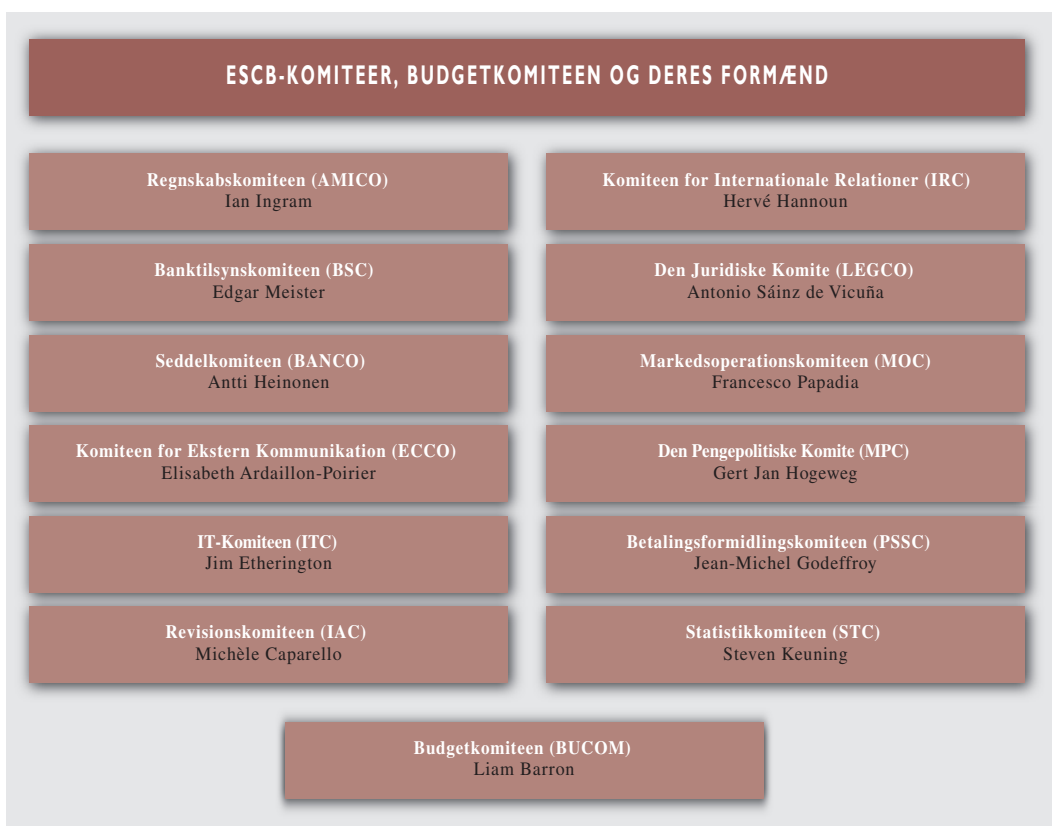 ESCB-KOMITEER, BUDGETKOMITEEN OG DERES FORMÆND
Regnskabskomiteen (AMICO)
Ian Ingram
Banktilsynskomiteen (BSC)
Edgar Meister
Seddelkomiteen (BANCO)
Antti Heinonen
Komiteen for Ekstern Kommunikation (ECCO)
Elisabeth Ardaillon-Poirier
IT-Komiteen (ITC)
Jim Etherington
Revisionskomiteen (IAC)
Michèle Caparello
Komiteen for Internationale Relationer (IRC)
Hervé Hannoun
Den Juridiske Komite (LEGCO)
Antonio Sáinz de Vicuña
Markedsoperationskomiteen (MOC)
Francesco Papadia
Den Pengepolitiske Komite (MPC)
Gert Jan Hogeweg
Betalingsformidlingskomiteen (PSSC)
Jean-Michel Godeffroy
Statistikkomiteen (STC)
Steven Keuning
Budgetkomiteen (BUCOM)
Liam Barron